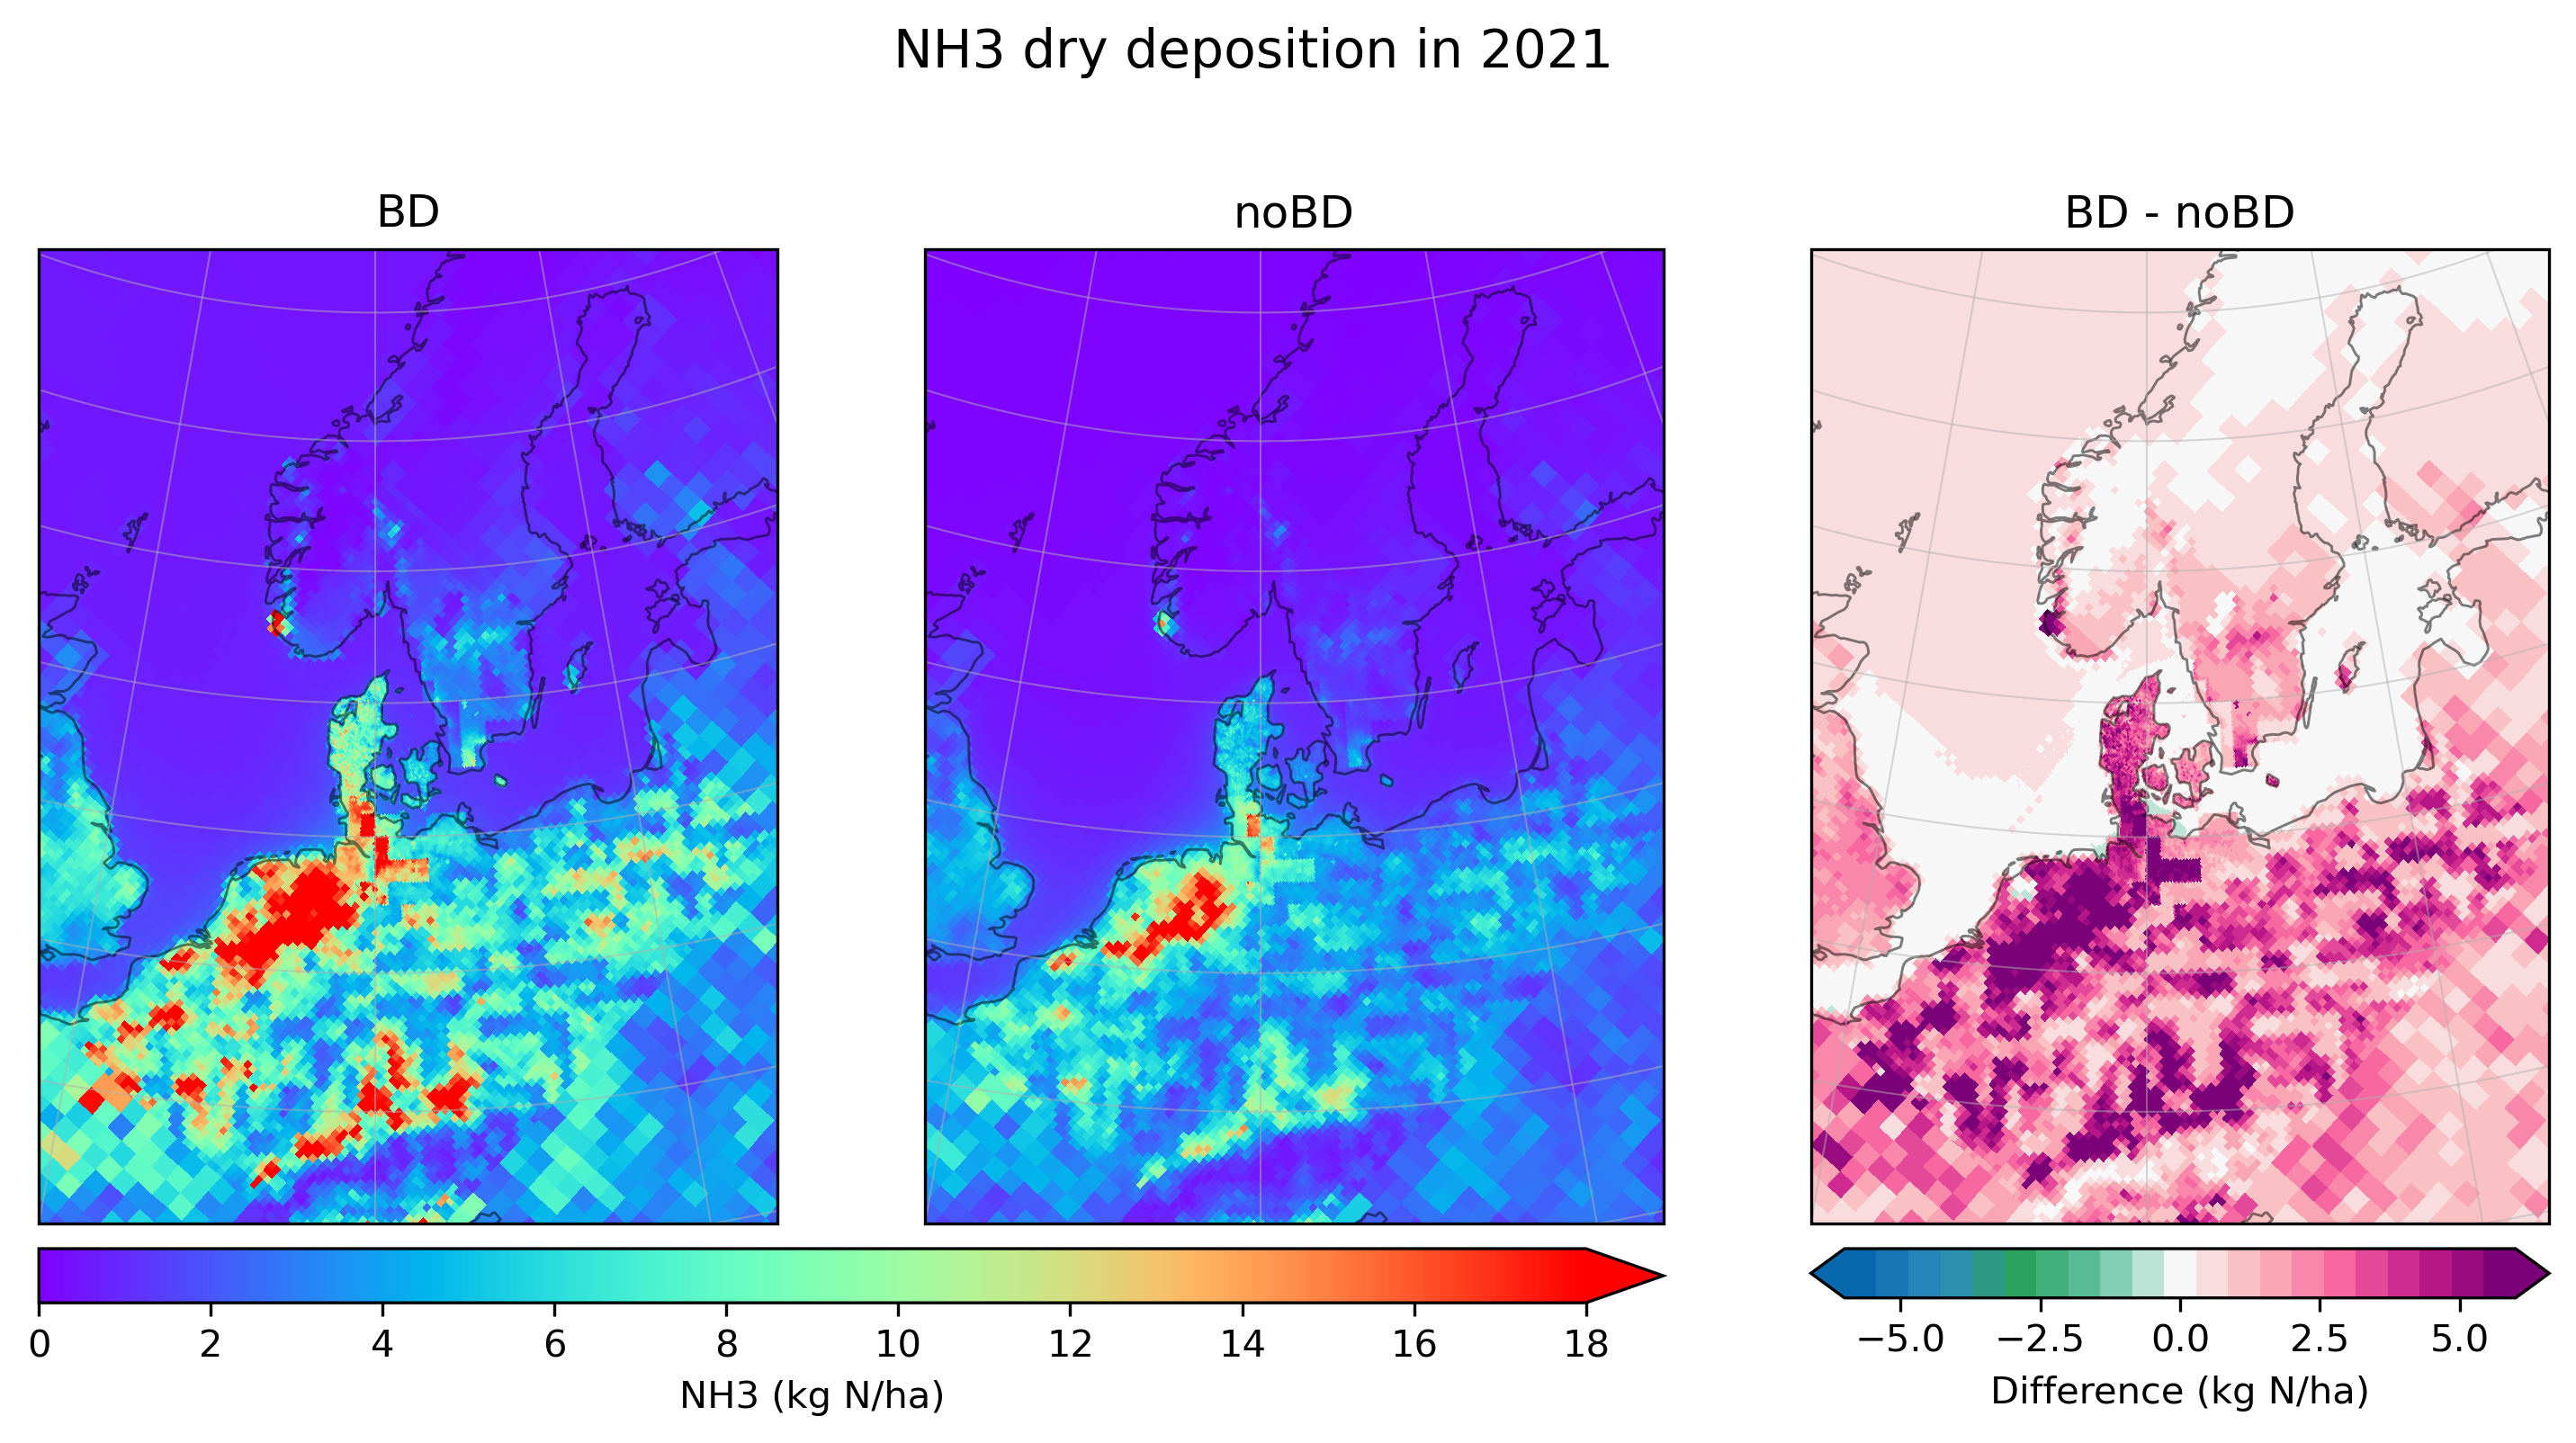 NH3 dry deposition in 2021
BD
noBD
BD - noBD
0 2 4 6 8 10 12 14 16 18
NH3 (kg N/ha)
−5.0 −2.5 0.0 2.5 5.0
Difference (kg N/ha)